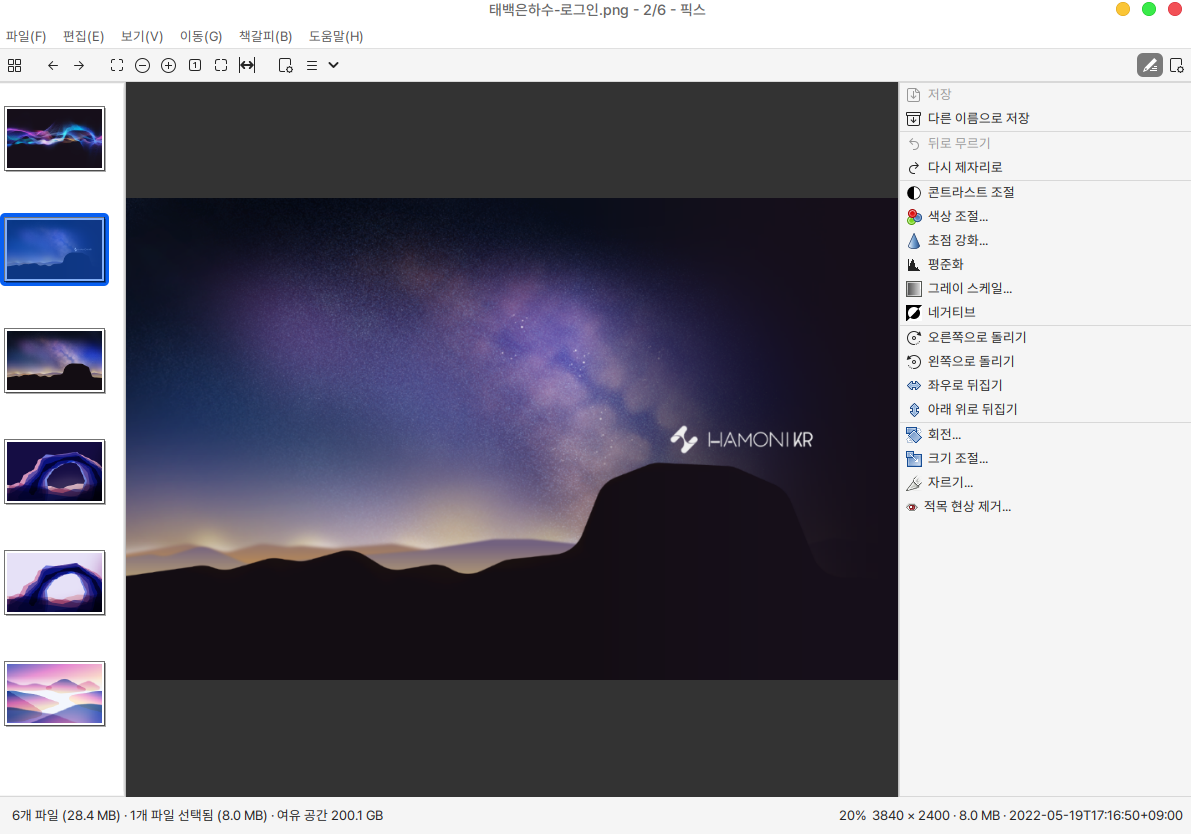 태백은하수-로그인.png - 2/6 - 픽스
파일(F) 편집(E) 보기(V) 이동(G) 책갈피(B) 도움말(H)
1
저장
다른 이름으로 저장
뒤로 무르기
다시 제자리로
콘트라스트 조절
색상 조절...
초점 강화...
평준화
그레이 스케일...
네거티브
오른쪽으로 돌리기
왼쪽으로 돌리기
좌우로 뒤집기
아래 위로 뒤집기
회전...
크기 조절...
자르기...
적목 현상 제거...
HAMONIKR
6개 파일 (28.4 MB) · 1개 파일 선택됨 (8.0 MB) · 여유 공간 200.1 GB
20% 3840 × 2400 · 8.0 MB · 2022-05-19T17:16:50+09:00